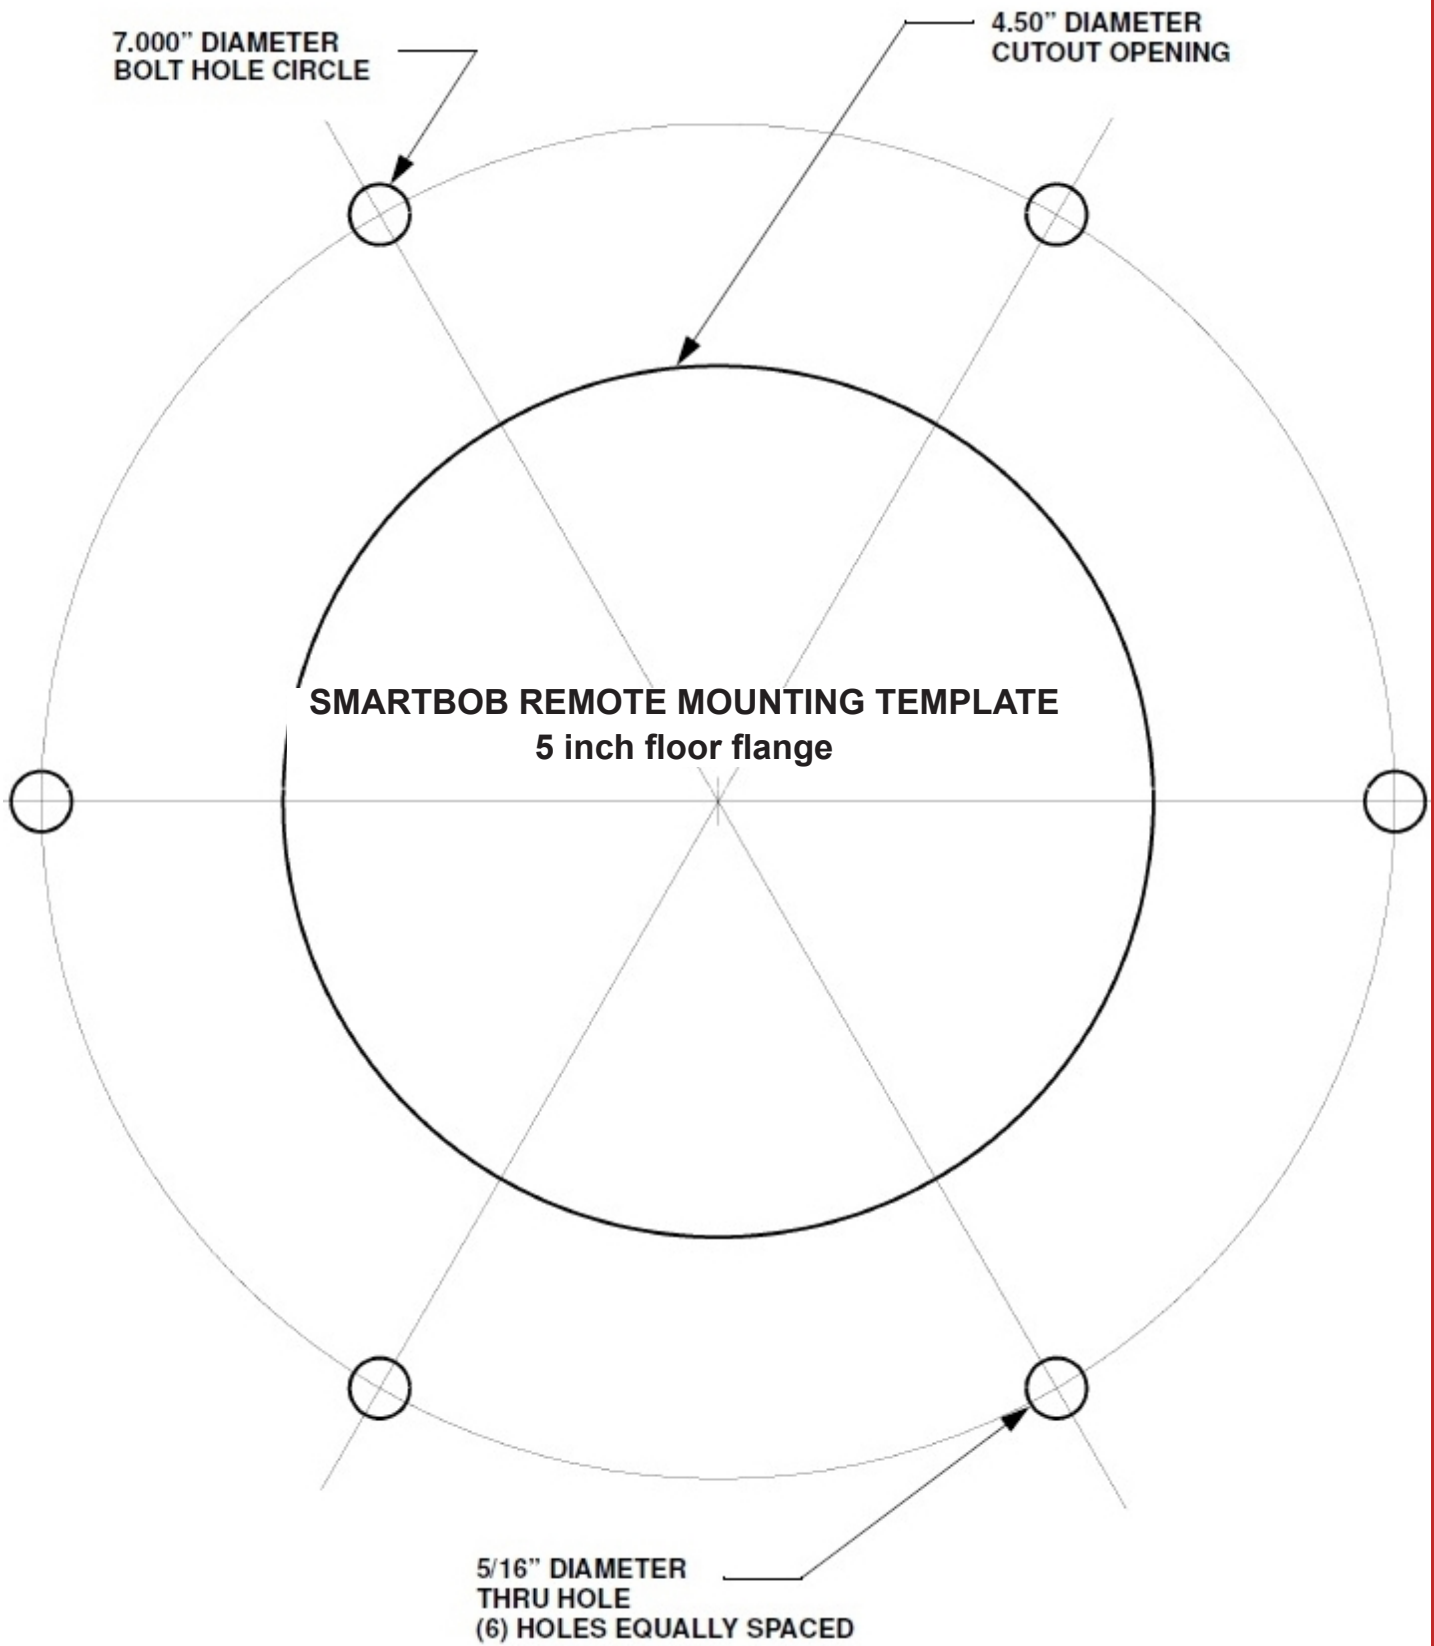 7.000” DIAMETER
BOLT HOLE CIRCLE
4.50” DIAMETER
CUTOUT OPENING
SMARTBOB REMOTE MOUNTING TEMPLATE
5 inch floor flange
5/16” DIAMETER
THRU HOLE
(6) HOLES EQUALLY SPACED